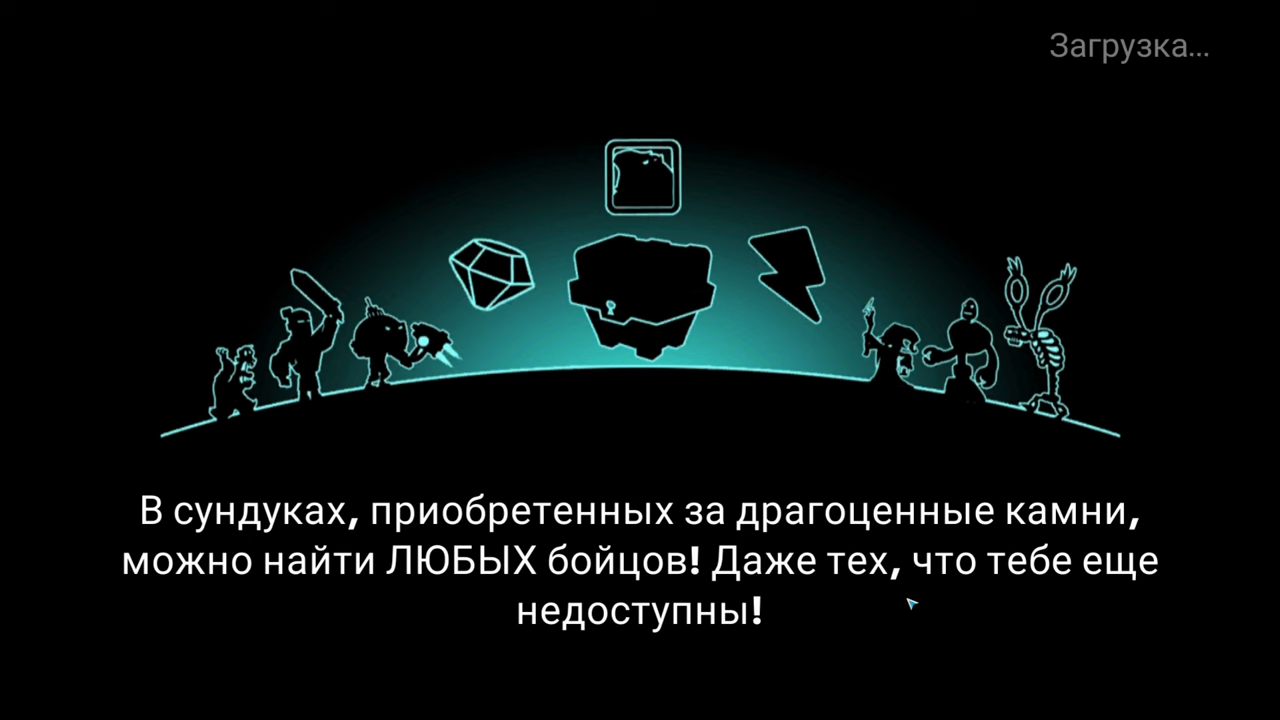 Загрузка...
В сундуках, приобретенных за драгоценные камни,
можно найти ЛЮБЫХ бойцов! Даже тех, что тебе еще
недоступны!